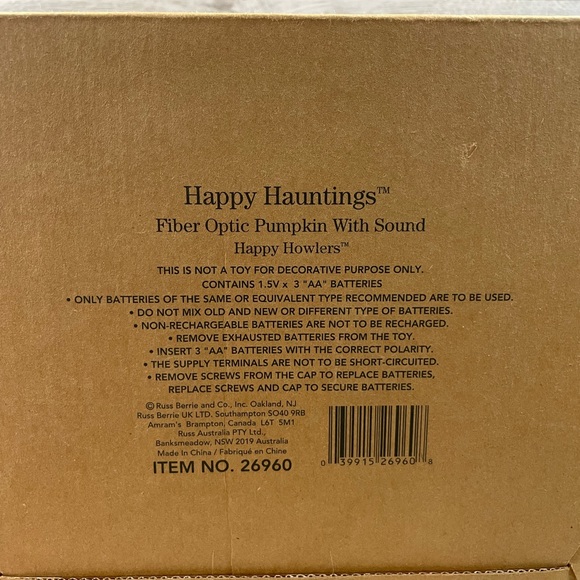 Happy Hauntings™
Fiber Optic Pumpkin With Sound
Happy Howlers™
THIS IS NOT A TOY FOR DECORATIVE PURPOSE ONLY.
CONTAINS 1.5V x 3 "AA" BATTERIES
• ONLY BATTERIES OF THE SAME OR EQUIVALENT TYPE RECOMMENDED ARE TO BE USED.
• DO NOT MIX OLD AND NEW OR DIFFERENT TYPE OF BATTERIES.
• NON-RECHARGEABLE BATTERIES ARE NOT TO BE RECHARGED.
• REMOVE EXHAUSTED BATTERIES FROM THE TOY.
• INSERT 3 "AA" BATTERIES WITH THE CORRECT POLARITY.
• THE SUPPLY TERMINALS ARE NOT TO BE SHORT-CIRCUITED.
• REMOVE SCREWS FROM THE CAP TO REPLACE BATTERIES,
REPLACE SCREWS AND CAP TO SECURE BATTERIES.
© Russ Berrie and Co., Inc. Oakland, NJ
Russ Berrie UK LTD. Southampton SO40 9RB
Amram's Brampton, Canada L6T 5M1
Russ Australia PTY Ltd.,
Banksmeadow, NSW 2019 Australia
Made In China / Fabriqué en Chine
ITEM NO. 26960
0 39915 26960 8